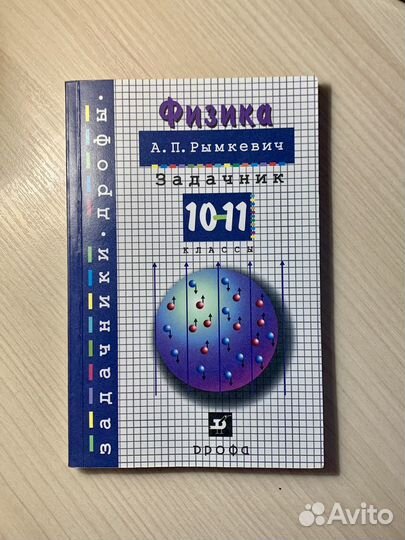 задачники•дрофы•
Физика
А.П.Рымкевич
Задачник
10-11
КЛАССЫ
дрофа
Avito